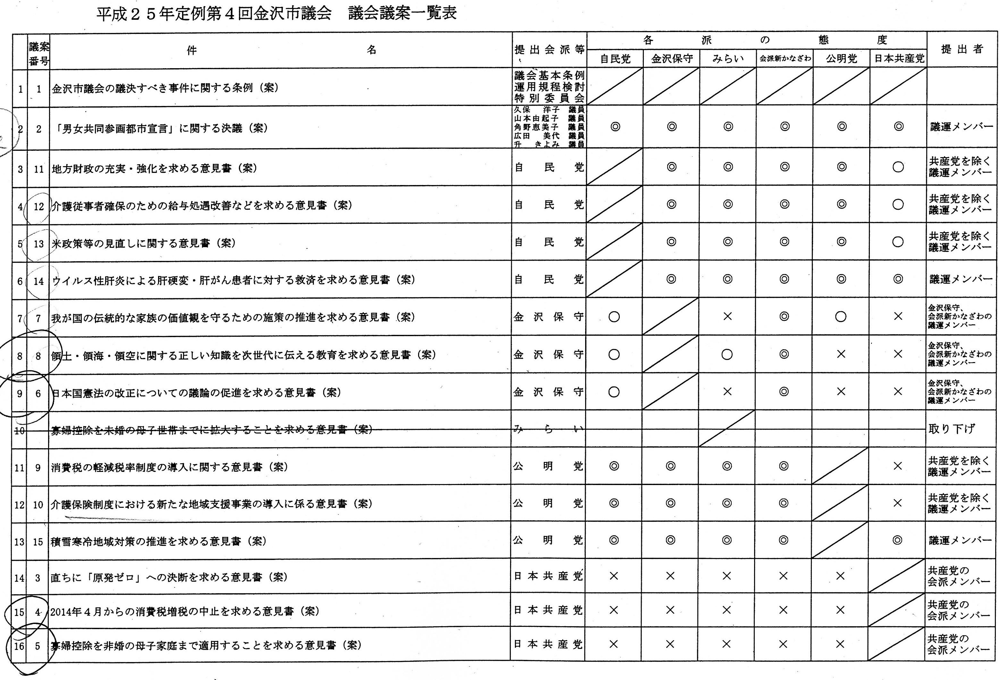 平成２５年定例第４回金沢市議会　議会議案一覧表
議案番号 件名 提出会派等 各派の態度 提出者
自民党 金沢保守 みらい 会派新かなざわ 公明党 日本共産党
1 1 金沢市議会の議決すべき事件に関する条例（案） 議会基本条例
運用規程検討
特別委員会
2 2 「男女共同参画都市宣言」に関する決議（案） 久保　洋子　議員
山本由起子　議員
角野恵美子　議員
広田　美代　議員
升　きよみ　議員
◎ ◎ ◎ ◎ ◎ ◎ 議運メンバー
3 11 地方財政の充実・強化を求める意見書（案） 自民党 ◎ ◎ ◎ ◎ ○ 共産党を除く
議運メンバー
4 12 介護従事者確保のための給与処遇改善などを求める意見書（案） 自民党 ◎ ◎ ◎ ◎ ○ 共産党を除く
議運メンバー
5 13 米政策等の見直しに関する意見書（案） 自民党 ◎ ◎ ◎ ◎ ○ 共産党を除く
議運メンバー
6 14 ウイルス性肝炎による肝硬変・肝がん患者に対する救済を求める意見書（案） 自民党 ◎ ◎ ◎ ◎ ◎ 議運メンバー
7 7 我が国の伝統的な家族の価値観を守るための施策の推進を求める意見書（案） 金沢保守 ○ × ◎ ○ × 金沢保守、
会派新かなざわの
議運メンバー
8 8 領土・領海・領空に関する正しい知識を次世代に伝える教育を求める意見書（案） 金沢保守 ○ ○ ◎ × × 金沢保守、
会派新かなざわの
議運メンバー
9 6 日本国憲法の改正についての議論の促進を求める意見書（案） 金沢保守 ○ × ◎ × × 金沢保守、
会派新かなざわの
議運メンバー
10 寡婦控除を未婚の母子世帯までに拡大することを求める意見書（案） みらい 取り下げ
11 9 消費税の軽減税率制度の導入に関する意見書（案） 公明党 ◎ ◎ ◎ ◎ × 共産党を除く
議運メンバー
12 10 介護保険制度における新たな地域支援事業の導入に係る意見書（案） 公明党 ◎ ◎ ◎ ◎ × 共産党を除く
議運メンバー
13 15 積雪寒冷地域対策の推進を求める意見書（案） 公明党 ◎ ◎ ◎ ◎ ◎ 議運メンバー
14 3 直ちに「原発ゼロ」への決断を求める意見書（案） 日本共産党 × × × × × 共産党の
会派メンバー
15 4 2014年４月からの消費税増税の中止を求める意見書（案） 日本共産党 × × × × × 共産党の
会派メンバー
16 5 寡婦控除を非婚の母子家庭まで適用することを求める意見書（案） 日本共産党 × × × × × 共産党の
会派メンバー